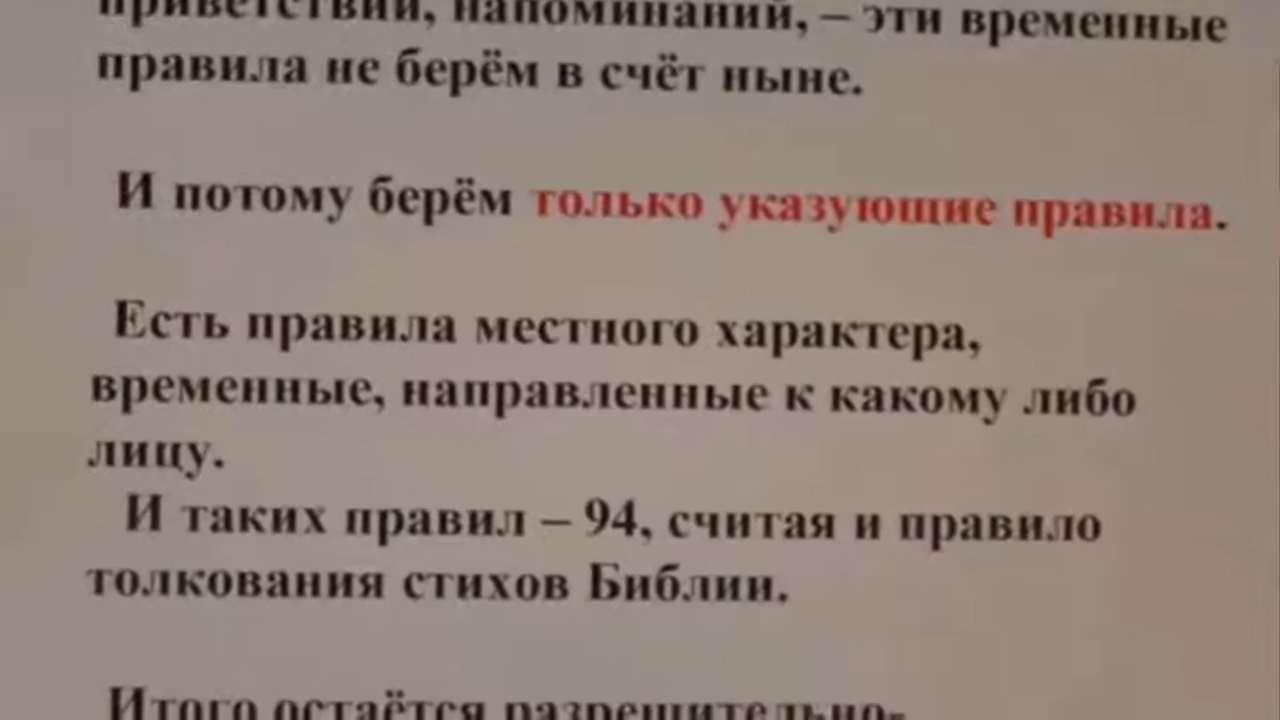 приветствий, напоминаний, – эти временные
правила не берём в счёт ныне.
И потому берём только указующие правила.
Есть правила местного характера,
временные, направленные к какому либо
лицу.
И таких правил – 94, считая и правило
толкования стихов Библии.
Итого остаётся разрешительно-